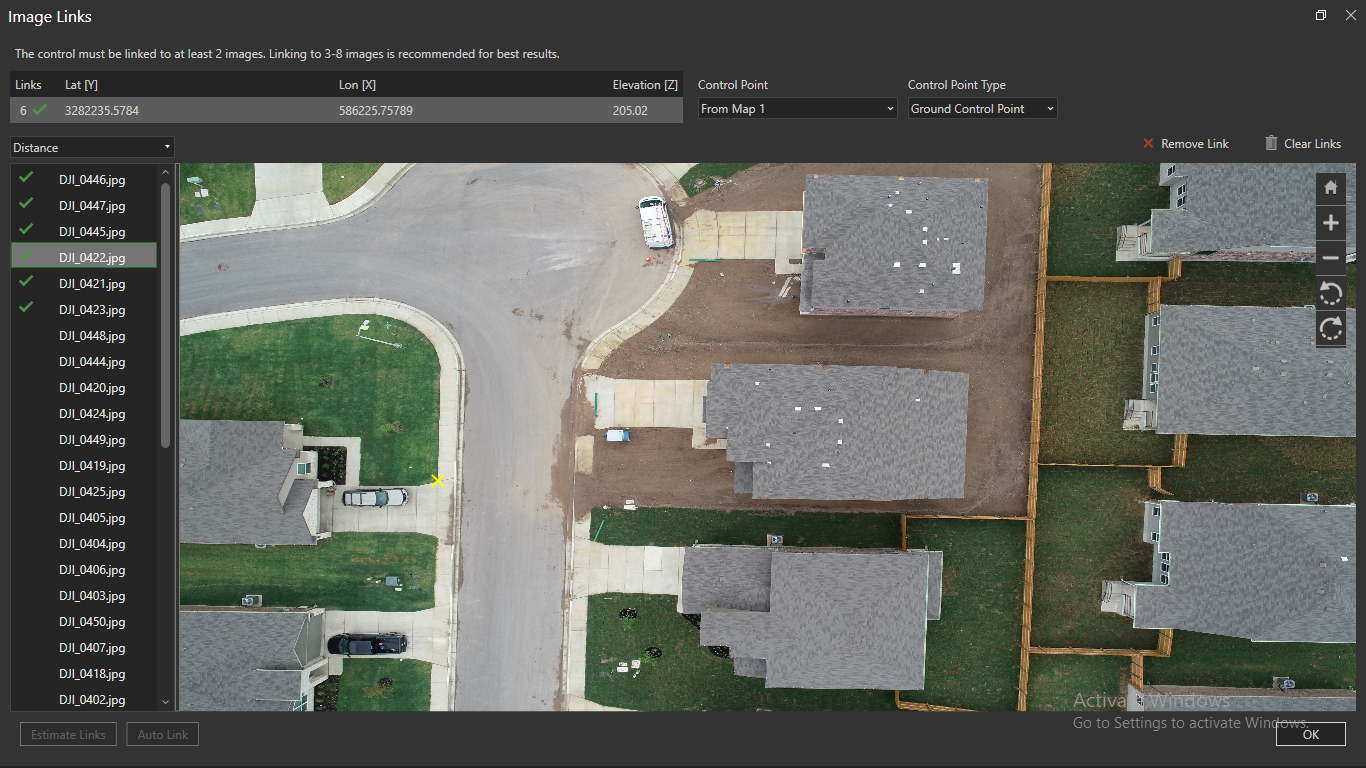 Image Links
The control must be linked to at least 2 images. Linking to 3-8 images is recommended for best results.
Links Lat [Y] Lon [X] Elevation [Z] Control Point Control Point Type
6 3282235.5784 586225.75789 205.02 From Map 1 Ground Control Point
Distance Remove Link Clear Links
DJI_0446.jpg
DJI_0447.jpg
DJI_0445.jpg
DJI_0422.jpg
DJI_0421.jpg
DJI_0423.jpg
DJI_0448.jpg
DJI_0444.jpg
DJI_0420.jpg
DJI_0424.jpg
DJI_0449.jpg
DJI_0419.jpg
DJI_0425.jpg
DJI_0405.jpg
DJI_0404.jpg
DJI_0406.jpg
DJI_0403.jpg
DJI_0450.jpg
DJI_0407.jpg
DJI_0418.jpg
DJI_0402.jpg
Activate Windows
Go to Settings to activate Windows.
Estimate Links Auto Link OK